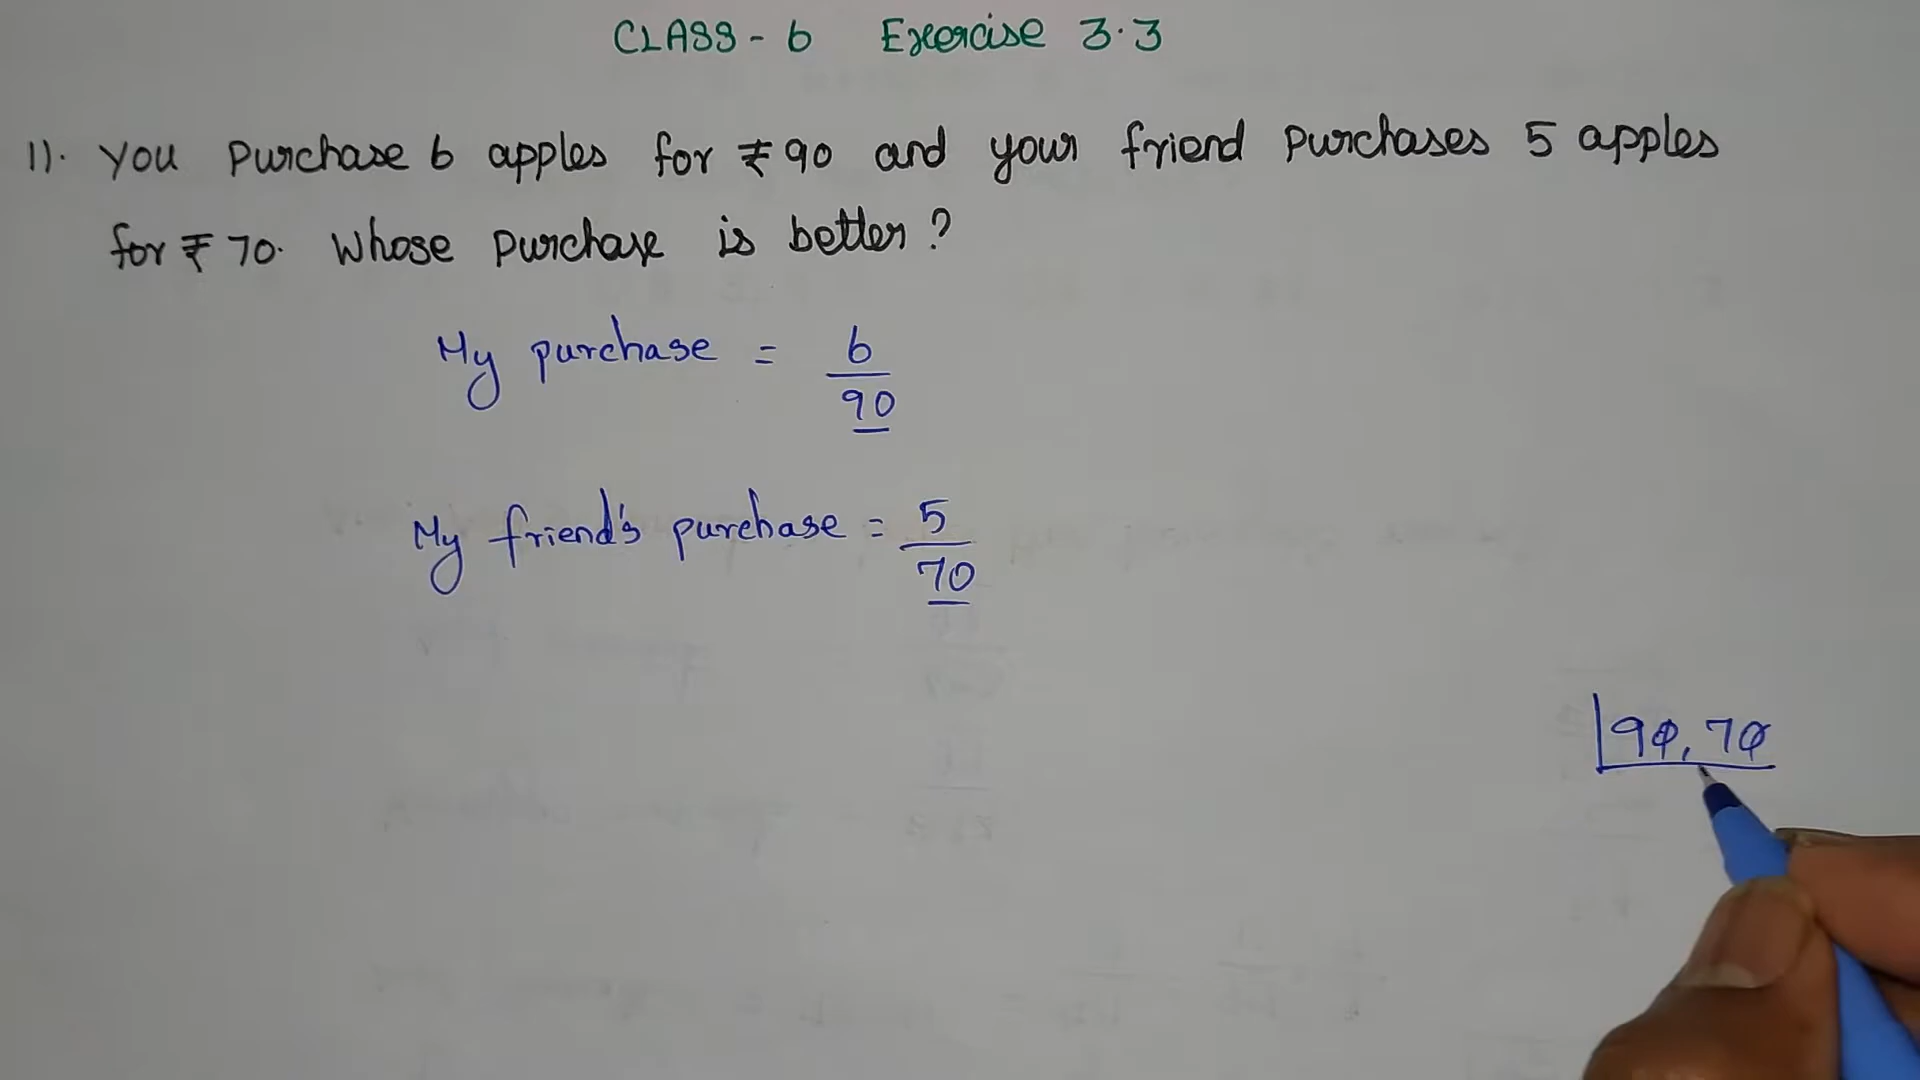 CLASS - 6 Exercise 3.3
11. You Purchase 6 apples for ₹ 90 and your friend Purchases 5 apples
for ₹ 70. Whose Purchase is better?
My purchase = 6/90
My friend's purchase = 5/70
90, 70